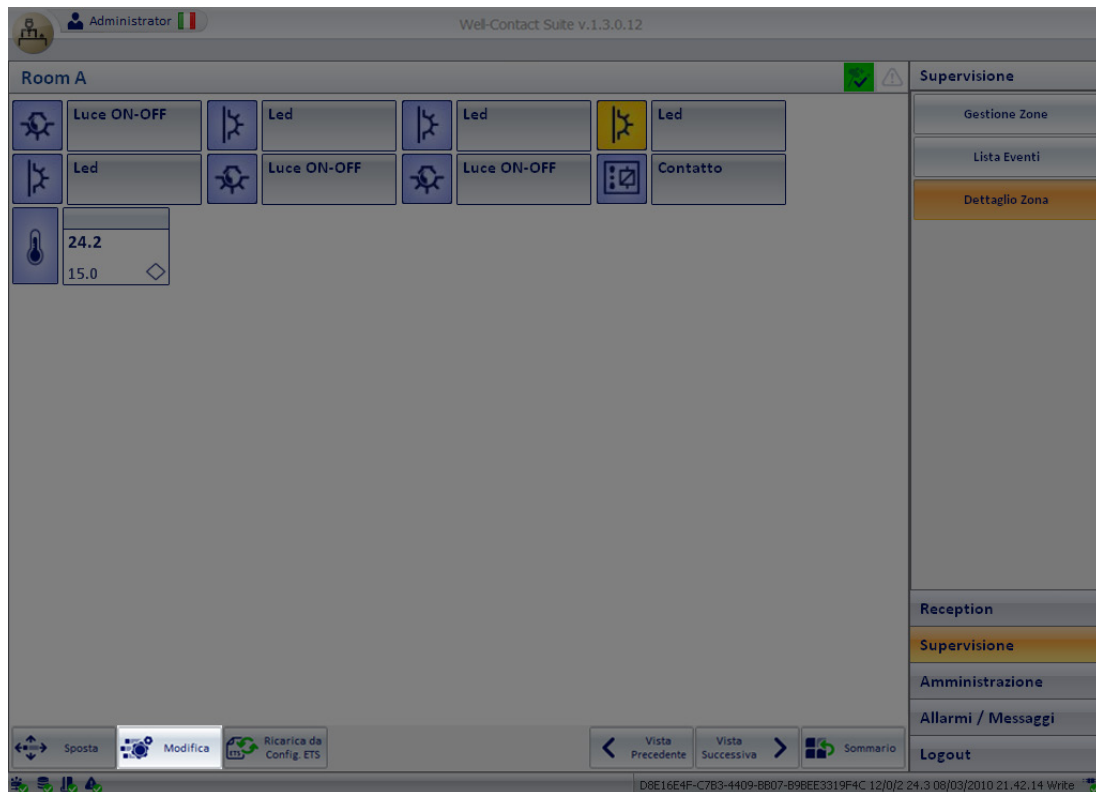 Administrator
Well-Contact Suite v.1.3.0.12
Room A
Supervisione
Luce ON-OFF
Led
Led
Led
Led
Luce ON-OFF
Luce ON-OFF
Contatto
24.2
15.0
Gestione Zone
Lista Eventi
Dettaglio Zona
Reception
Supervisione
Amministrazione
Allarmi / Messaggi
Logout
Sposta
Modifica
ETS
Ricarica da
Config. ETS
Vista
Precedente
Vista
Successiva
Sommario
D8E16E4F-C7B3-4409-BB07-B9BEE3319F4C 12/0/2 24.3 08/03/2010 21.42.14 Write